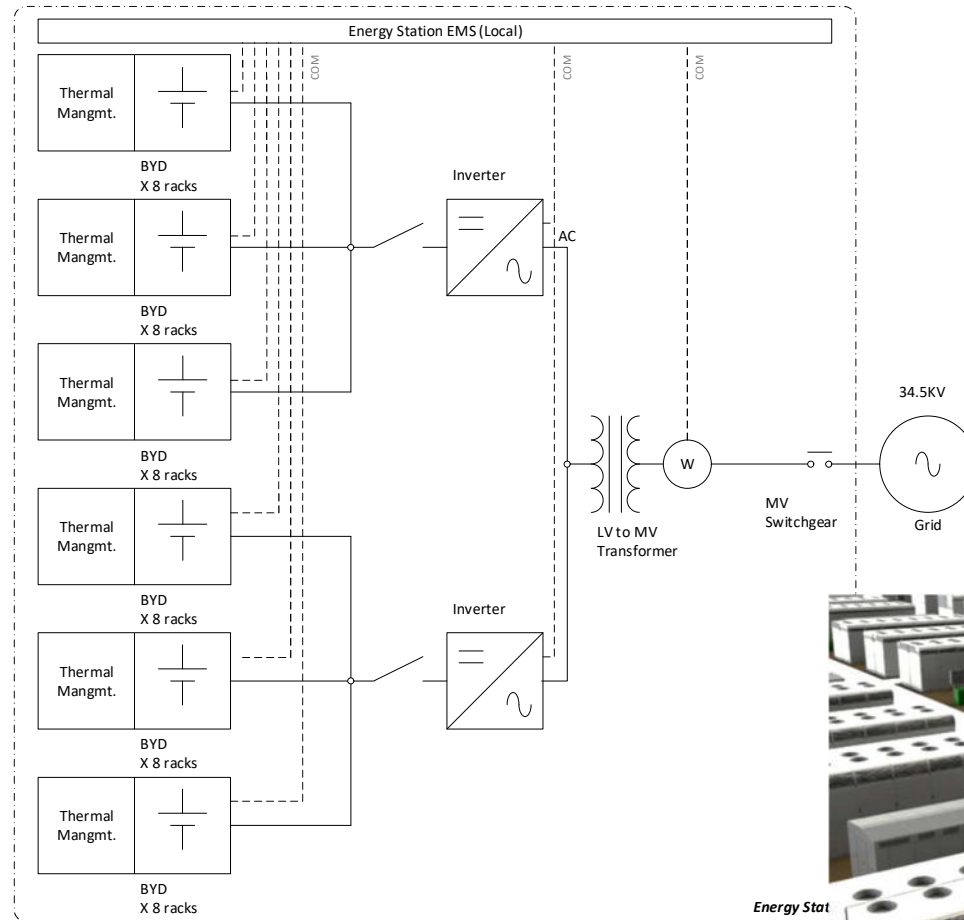 Energy Station EMS (Local)
COM
COM
COM
Thermal
Mangmt.
BYD
X 8 racks
Inverter
Thermal
Mangmt.
AC
BYD
X 8 racks
Thermal
Mangmt.
34.5KV
BYD
X 8 racks
W
MV
Switchgear
Grid
LV to MV
Transformer
Thermal
Mangmt.
BYD
X 8 racks
Inverter
Thermal
Mangmt.
BYD
X 8 racks
Thermal
Mangmt.
BYD
X 8 racks
Energy Stat